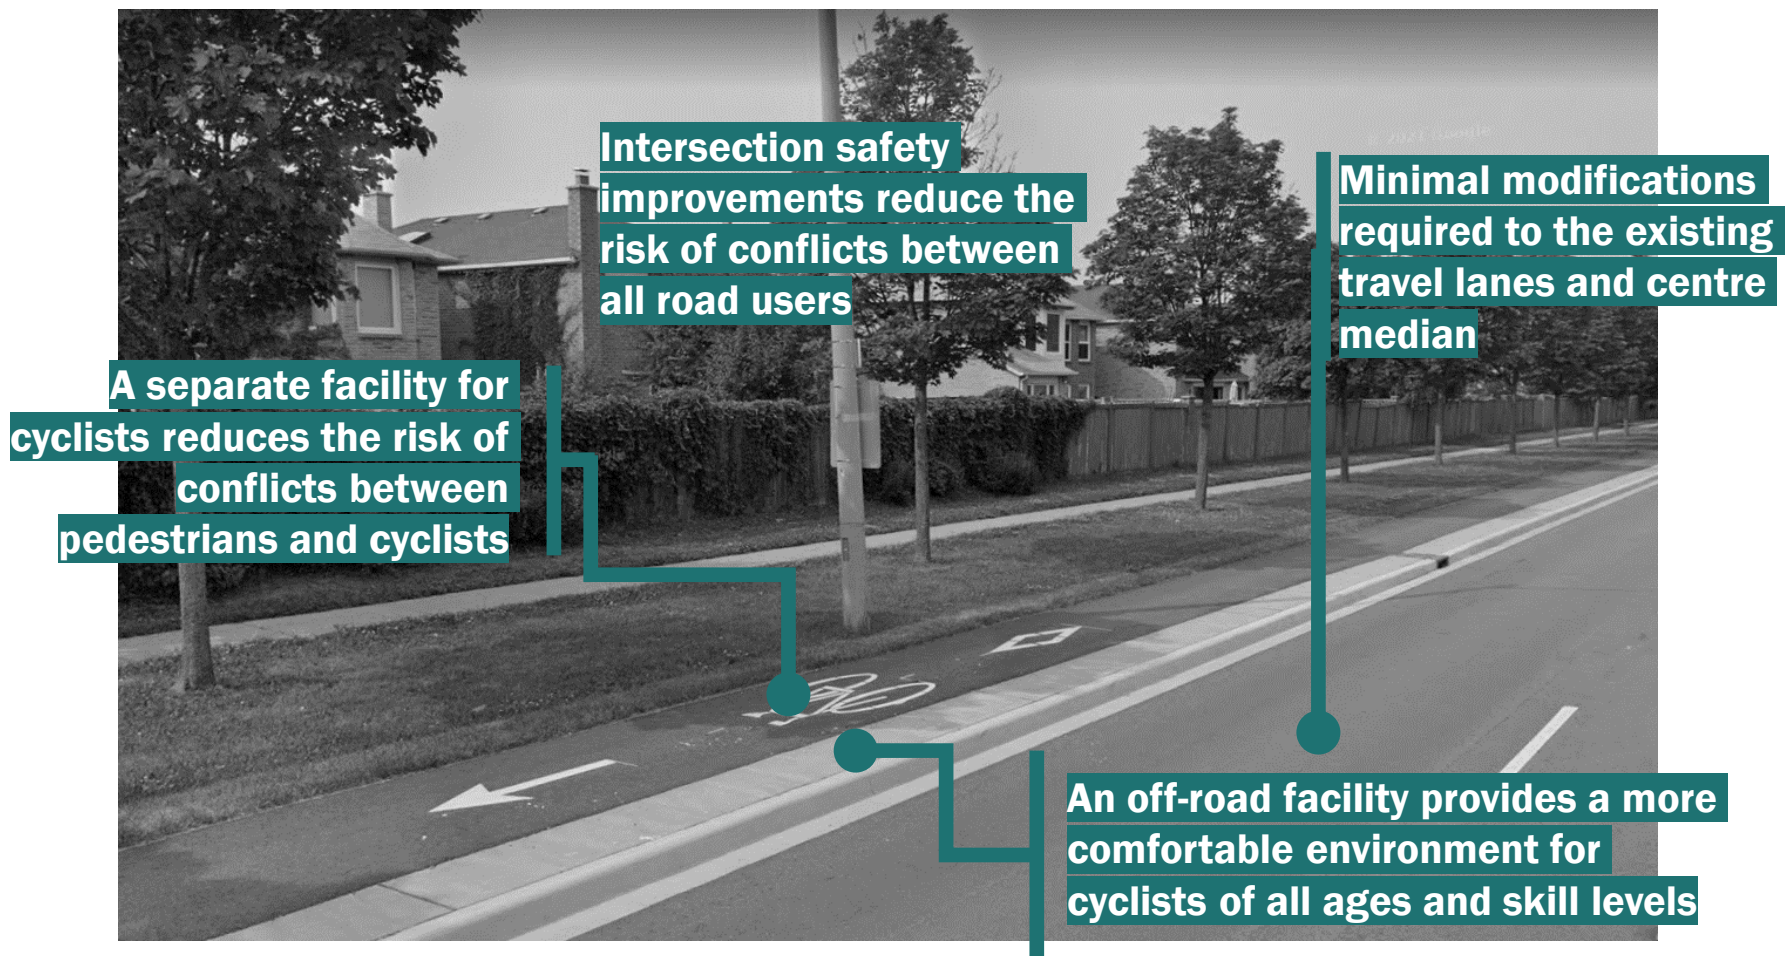 Intersection safety
improvements reduce the
risk of conflicts between
all road users
Minimal modifications
required to the existing
travel lanes and centre
median
A separate facility for
cyclists reduces the risk of
conflicts between
pedestrians and cyclists
An off-road facility provides a more
comfortable environment for
cyclists of all ages and skill levels